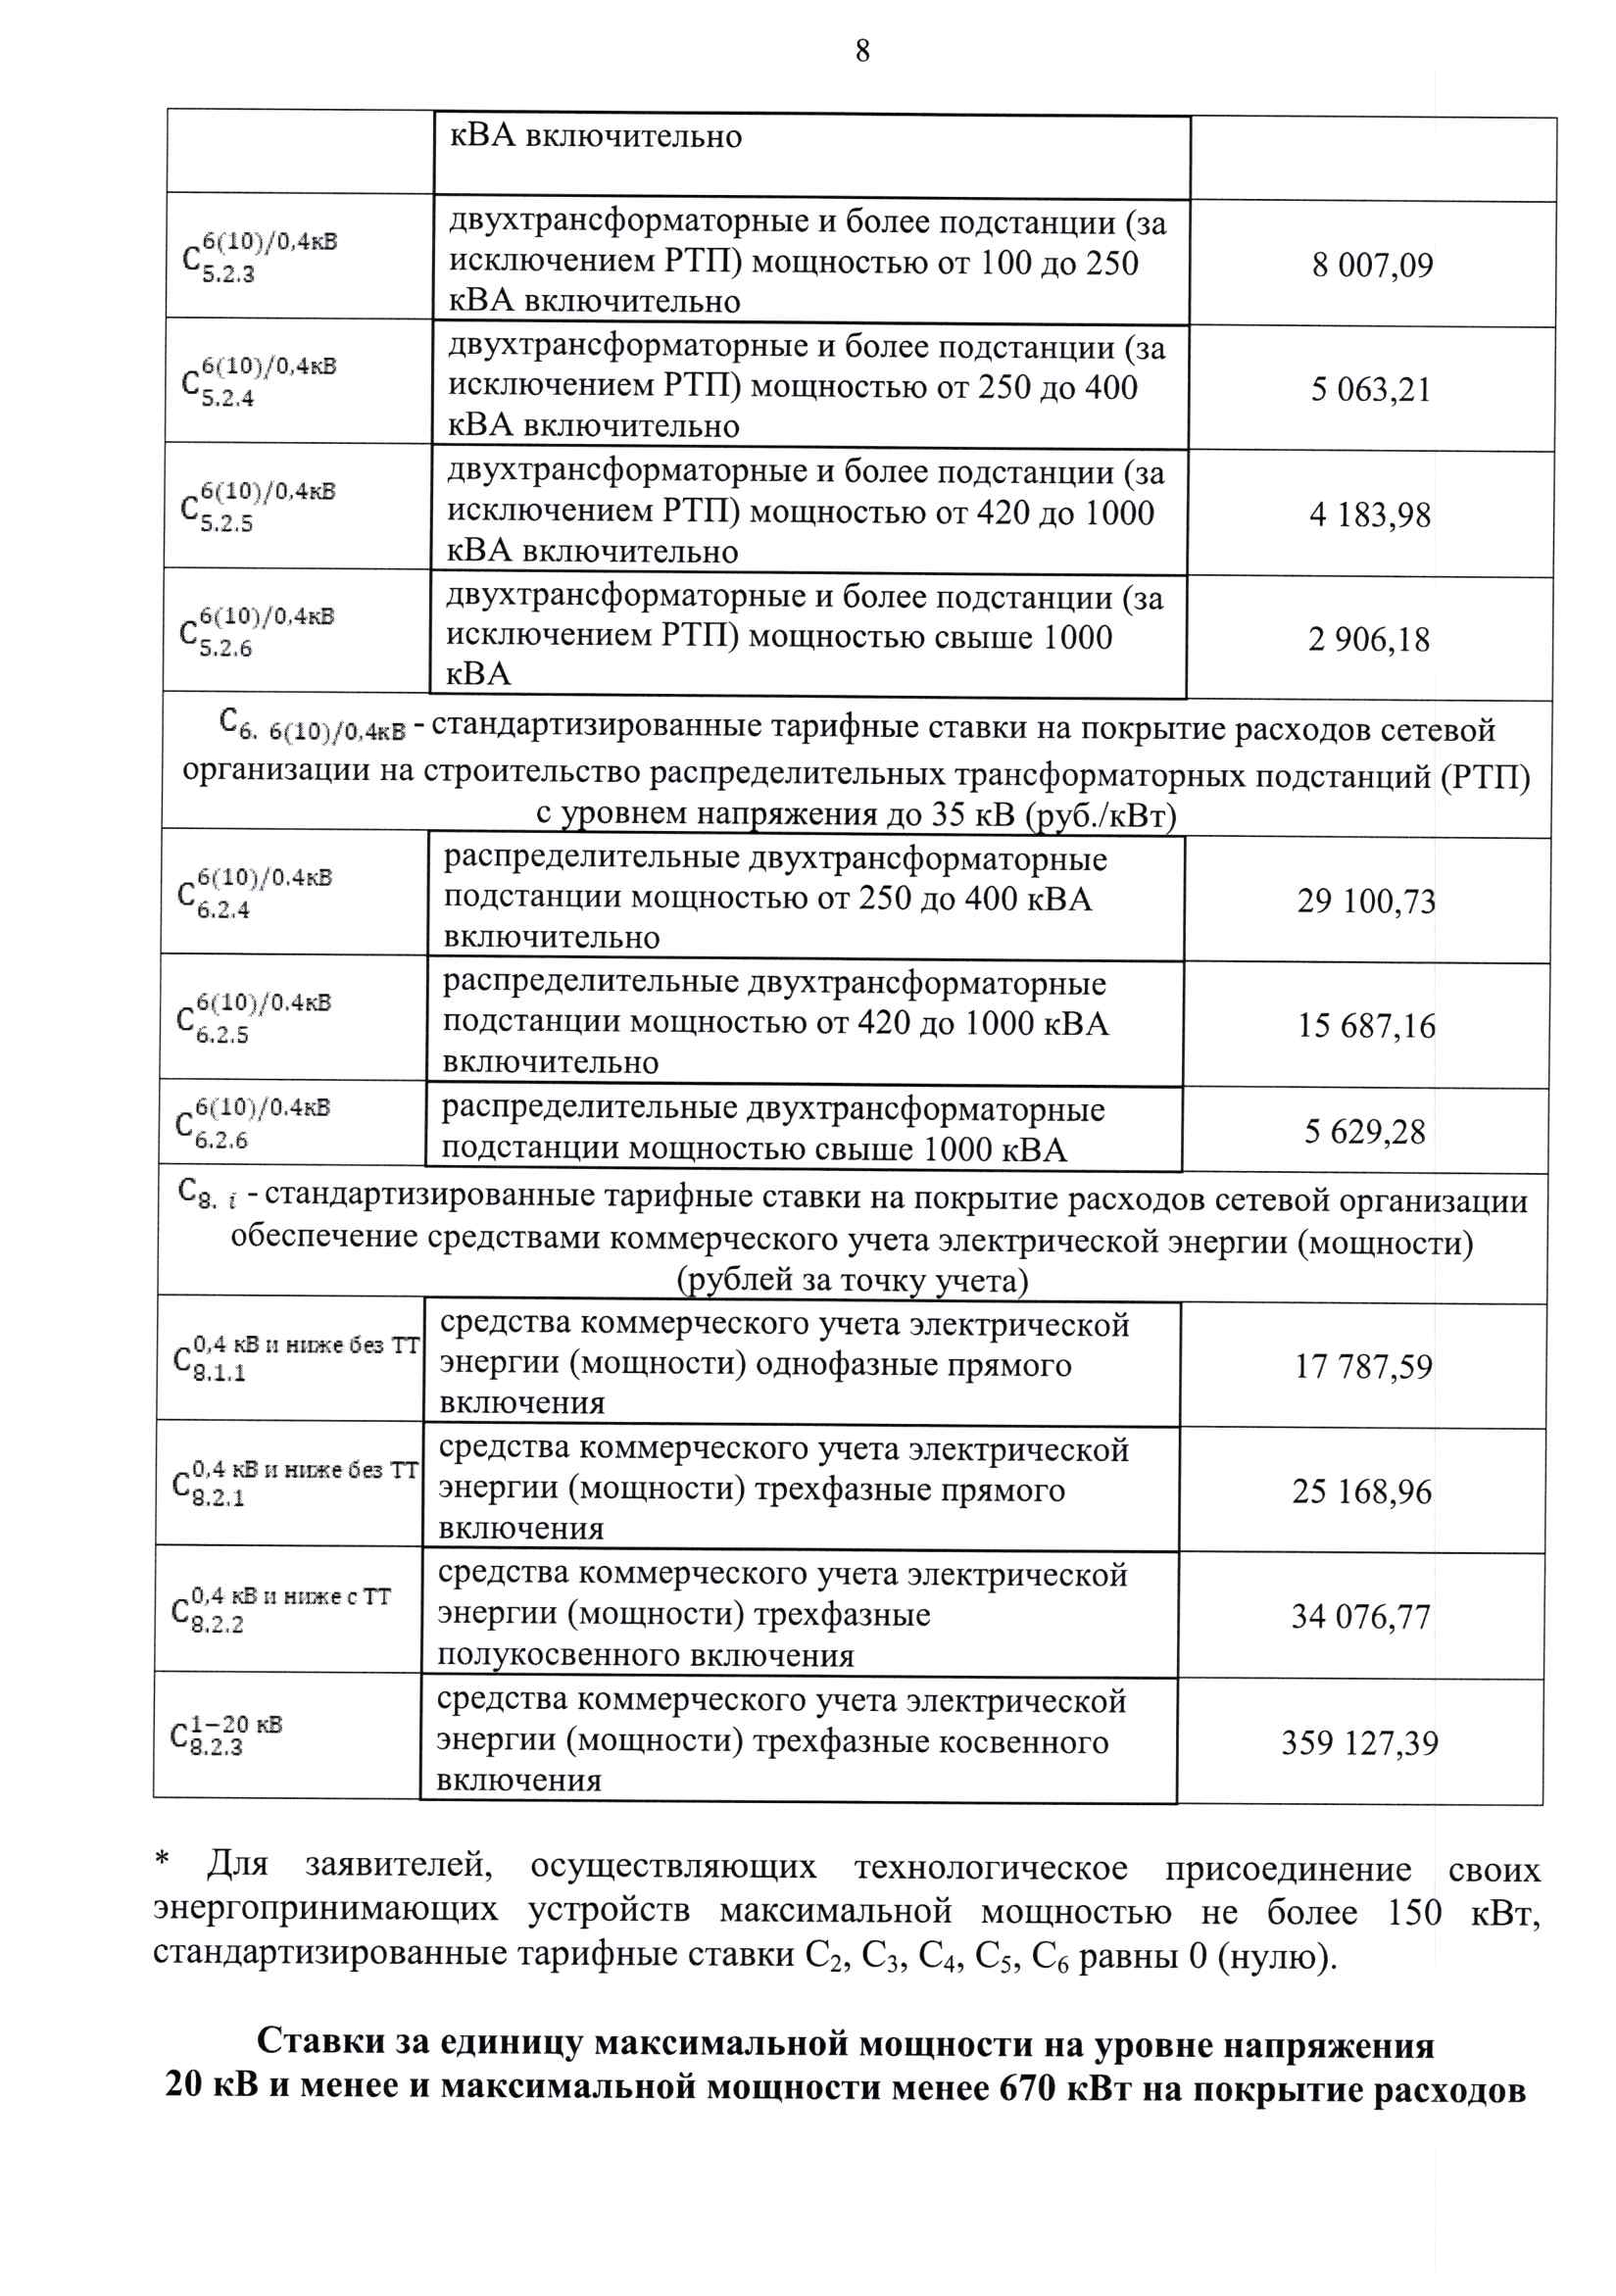 8
кВА включительно
С 6(10)/0,4кВ 5.2.3
двухтрансформаторные и более подстанции (за
исключением РТП) мощностью от 100 до 250
кВА включительно
8 007,09
С 6(10)/0,4кВ 5.2.4
двухтрансформаторные и более подстанции (за
исключением РТП) мощностью от 250 до 400
кВА включительно
5 063,21
С 6(10)/0,4кВ 5.2.5
двухтрансформаторные и более подстанции (за
исключением РТП) мощностью от 420 до 1000
кВА включительно
4 183,98
С 6(10)/0,4кВ 5.2.6
двухтрансформаторные и более подстанции (за
исключением РТП) мощностью свыше 1000
кВА
2 906,18
С6. 6(10)/0,4кВ - стандартизированные тарифные ставки на покрытие расходов сетевой
организации на строительство распределительных трансформаторных подстанций (РТП)
с уровнем напряжения до 35 кВ (руб./кВт)
С 6(10)/0.4кВ 6.2.4
распределительные двухтрансформаторные
подстанции мощностью от 250 до 400 кВА
включительно
29 100,73
С 6(10)/0.4кВ 6.2.5
распределительные двухтрансформаторные
подстанции мощностью от 420 до 1000 кВА
включительно
15 687,16
С 6(10)/0.4кВ 6.2.6
распределительные двухтрансформаторные
подстанции мощностью свыше 1000 кВА
5 629,28
С8. i - стандартизированные тарифные ставки на покрытие расходов сетевой организации
обеспечение средствами коммерческого учета электрической энергии (мощности)
(рублей за точку учета)
С 0,4 кВ и ниже без ТТ 8.1.1
средства коммерческого учета электрической
энергии (мощности) однофазные прямого
включения
17 787,59
С 0,4 кВ и ниже без ТТ 8.2.1
средства коммерческого учета электрической
энергии (мощности) трехфазные прямого
включения
25 168,96
С 0,4 кВ и ниже с ТТ 8.2.2
средства коммерческого учета электрической
энергии (мощности) трехфазные
полукосвенного включения
34 076,77
С 1–20 кВ 8.2.3
средства коммерческого учета электрической
энергии (мощности) трехфазные косвенного
включения
359 127,39
* Для заявителей, осуществляющих технологическое присоединение своих
энергопринимающих устройств максимальной мощностью не более 150 кВт,
стандартизированные тарифные ставки С2, С3, С4, С5, С6 равны 0 (нулю).
Ставки за единицу максимальной мощности на уровне напряжения
20 кВ и менее и максимальной мощности менее 670 кВт на покрытие расходов